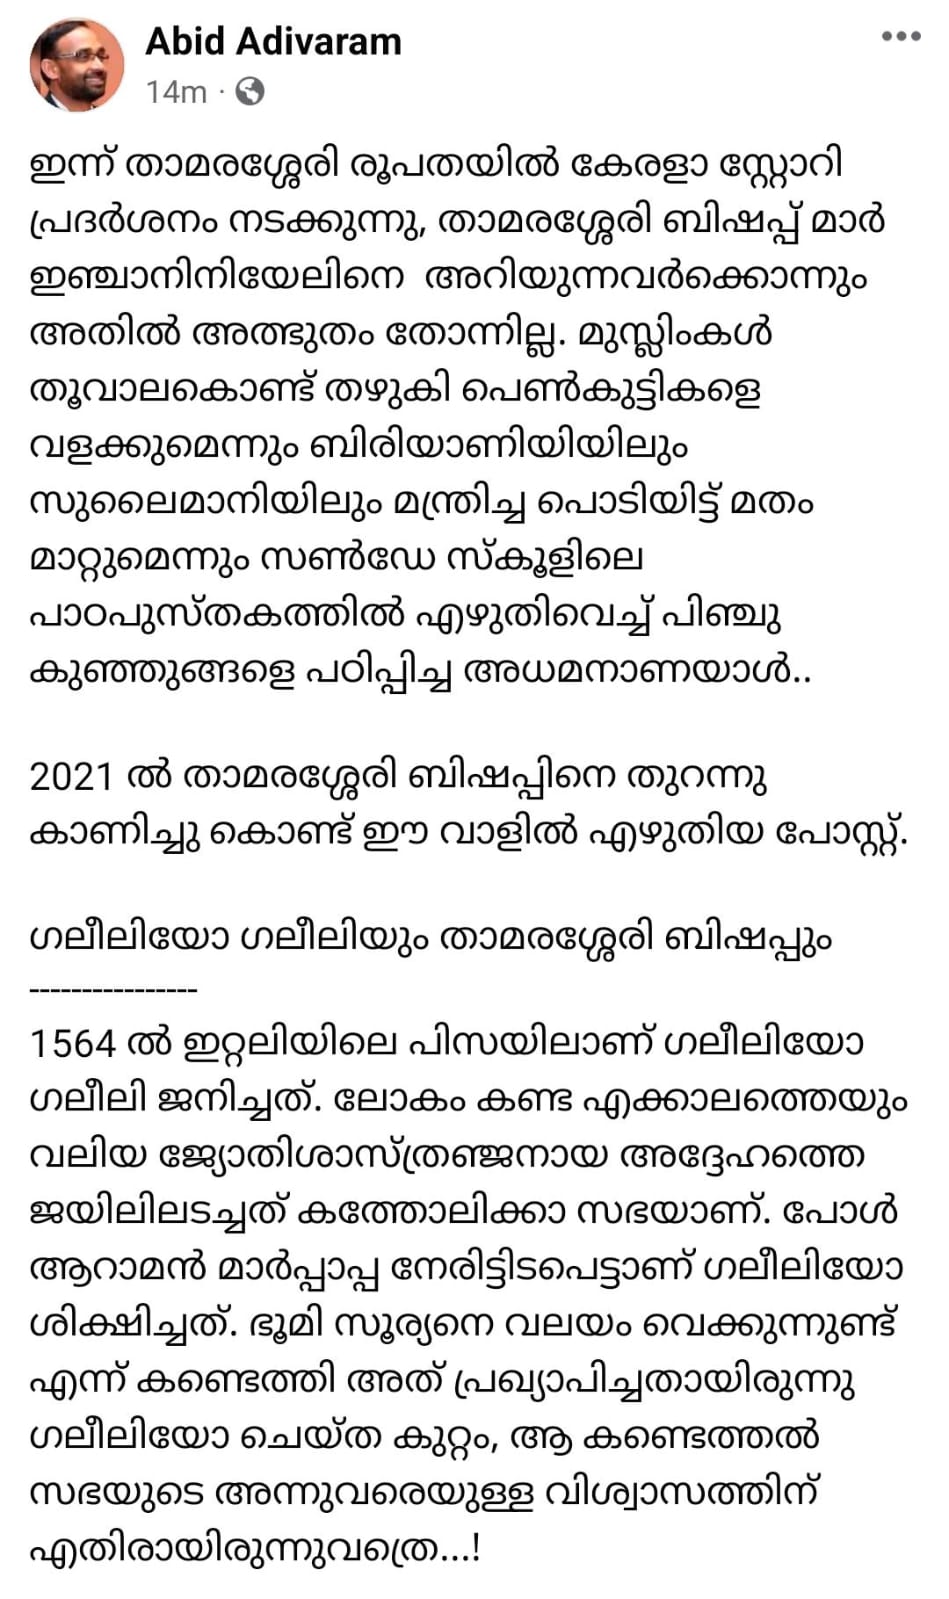 Abid Adivaram
14m ·
ഇന്ന് താമരശ്ശേരി രൂപതയിൽ കേരളാ സ്റ്റോറി
പ്രദർശനം നടക്കുന്നു, താമരശ്ശേരി ബിഷപ്പ് മാർ
ഇഞ്ചാനിനിയേലിനെ അറിയുന്നവർക്കൊന്നും
അതിൽ അത്ഭുതം തോന്നില്ല. മുസ്ലിംകൾ
തൂവാലകൊണ്ട് തഴുകി പെൺകുട്ടികളെ
വളക്കുമെന്നും ബിരിയാണിയിയിലും
സുലൈമാനിയിലും മന്ത്രിച്ച പൊടിയിട്ട് മതം
മാറ്റുമെന്നും സൺഡേ സ്കൂളിലെ
പാഠപുസ്തകത്തിൽ എഴുതിവെച്ച് പിഞ്ചു
കുഞ്ഞുങ്ങളെ പഠിപ്പിച്ച അധമനാണയാൾ..
2021 ൽ താമരശ്ശേരി ബിഷപ്പിനെ തുറന്നു
കാണിച്ചു കൊണ്ട് ഈ വാളിൽ എഴുതിയ പോസ്റ്റ്.
ഗലീലിയോ ഗലീലിയും താമരശ്ശേരി ബിഷപ്പും
----------------
1564 ൽ ഇറ്റലിയിലെ പിസയിലാണ് ഗലീലിയോ
ഗലീലി ജനിച്ചത്. ലോകം കണ്ട എക്കാലത്തെയും
വലിയ ജ്യോതിശാസ്ത്രഞ്ജനായ അദ്ദേഹത്തെ
ജയിലിലടച്ചത് കത്തോലിക്കാ സഭയാണ്. പോൾ
ആറാമൻ മാർപ്പാപ്പ നേരിട്ടിടപെട്ടാണ് ഗലീലിയോ
ശിക്ഷിച്ചത്. ഭൂമി സൂര്യനെ വലയം വെക്കുന്നുണ്ട്
എന്ന് കണ്ടെത്തി അത് പ്രഖ്യാപിച്ചതായിരുന്നു
ഗലീലിയോ ചെയ്ത കുറ്റം, ആ കണ്ടെത്തൽ
സഭയുടെ അന്നുവരെയുള്ള വിശ്വാസത്തിന്
എതിരായിരുന്നുവത്രെ...!